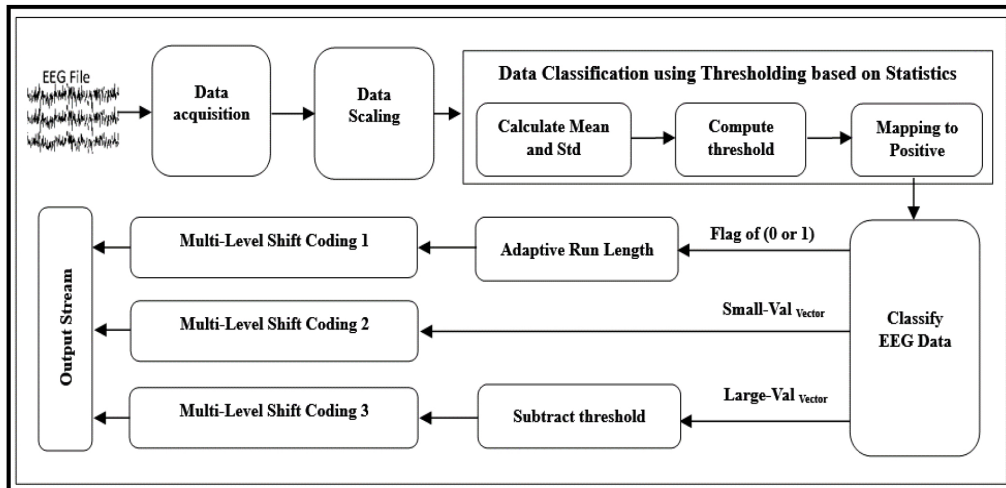 EEG File
Data
acquisition
Data
Scaling
Data Classification using Thresholding based on Statistics
Calculate Mean
and Std
Compute
threshold
Mapping to
Positive
Output Stream
Multi-Level Shift Coding 1
Adaptive Run Length
Flag of (0 or 1)
Multi-Level Shift Coding 2
Small-Val Vector
Classify
EEG Data
Multi-Level Shift Coding 3
Subtract threshold
Large-Val Vector